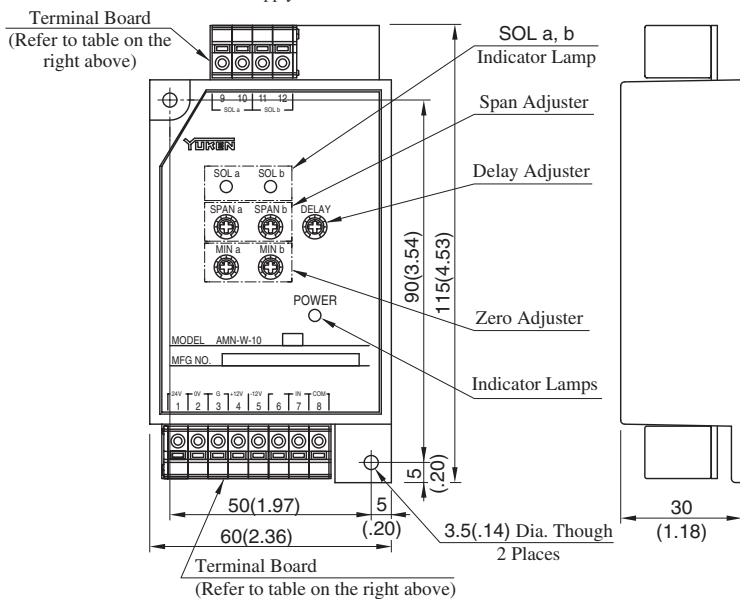 Terminal Board
(Refer to table on the
right above)
SOL a, b
Indicator Lamp
Span Adjuster
Delay Adjuster
Zero Adjuster
Indicator Lamps
9 10 11 12
SOL a SOL b
YUKEN
SOL a SOL b
SPAN a SPAN b DELAY
MIN a MIN b
POWER
MODEL AMN-W-10
MFG NO.
24V 0V G +12V -12V IN COM
1 2 3 4 5 6 7 8
90(3.54)
115(4.53)
5
(.20)
50(1.97)
5
(.20)
60(2.36)
3.5(.14) Dia. Though
2 Places
30
(1.18)
Terminal Board
(Refer to table on the right above)